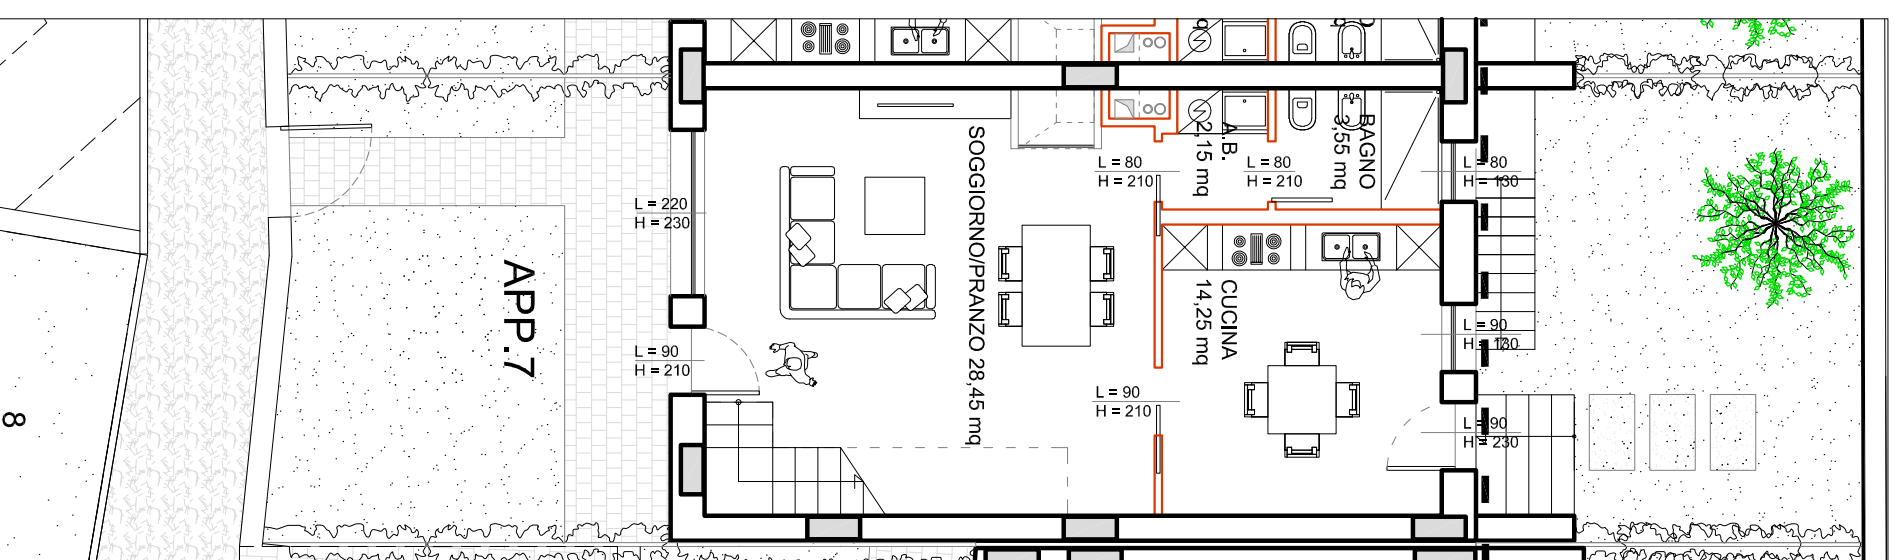 APP.7
8
L = 220
H = 230
L = 90
H = 210
SOGGIORNO/PRANZO 28,45 mq
L = 80
H = 210
A.B.
2,15 mq
L = 80
H = 210
BAGNO
3,55 mq
L = 80
H = 130
CUCINA
14,25 mq
L = 90
H = 130
L = 90
H = 210
L = 90
H = 230